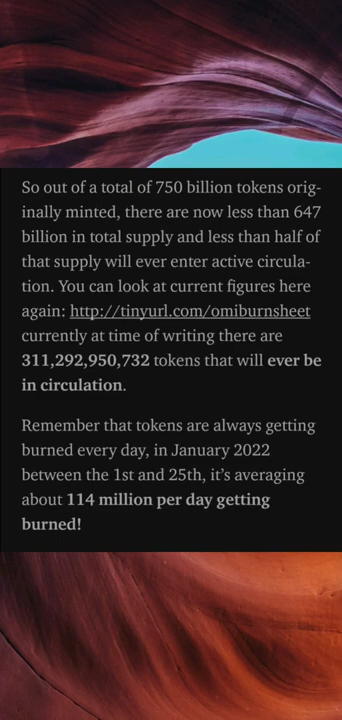 So out of a total of 750 billion tokens orig-
inally minted, there are now less than 647
billion in total supply and less than half of
that supply will ever enter active circula-
tion. You can look at current figures here
again: http://tinyurl.com/omiburnsheet
currently at time of writing there are
311,292,950,732 tokens that will ever be
in circulation.
Remember that tokens are always getting
burned every day, in January 2022
between the 1st and 25th, it's averaging
about 114 million per day getting
burned!